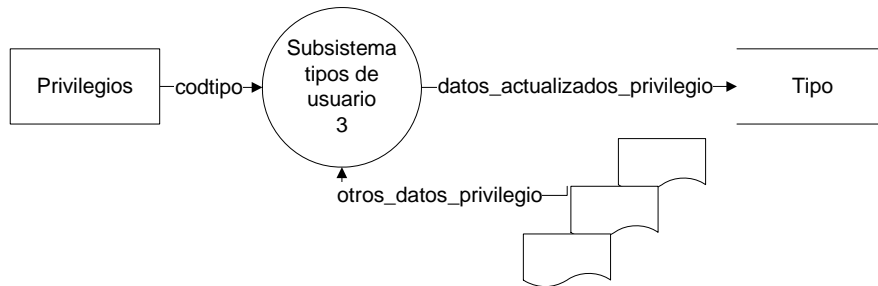 Privilegios
codtipo
Subsistema
tipos de
usuario
3
datos_actualizados_privilegio
Tipo
otros_datos_privilegio